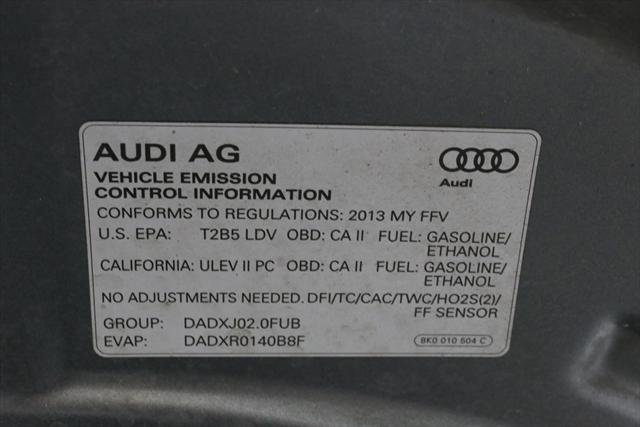 AUDI AG
Audi
VEHICLE EMISSION
CONTROL INFORMATION
CONFORMS TO REGULATIONS: 2013 MY FFV
U.S. EPA: T2B5 LDV OBD: CA II FUEL: GASOLINE/
ETHANOL
CALIFORNIA: ULEV II PC OBD: CA II FUEL: GASOLINE/
ETHANOL
NO ADJUSTMENTS NEEDED. DFI/TC/CAC/TWC/HO2S(2)/
FF SENSOR
GROUP: DADXJ02.0FUB
EVAP: DADXR0140B8F
8K0 010 504 C